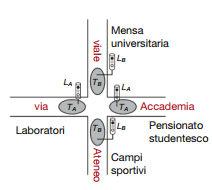 Mensa
universitaria
viale
L_B
T_B
L_A
L_A
via
T_A
T_A
Accademia
Laboratori
T_B
L_B
Pensionato
studentesco
Ateneo
Campi
sportivi